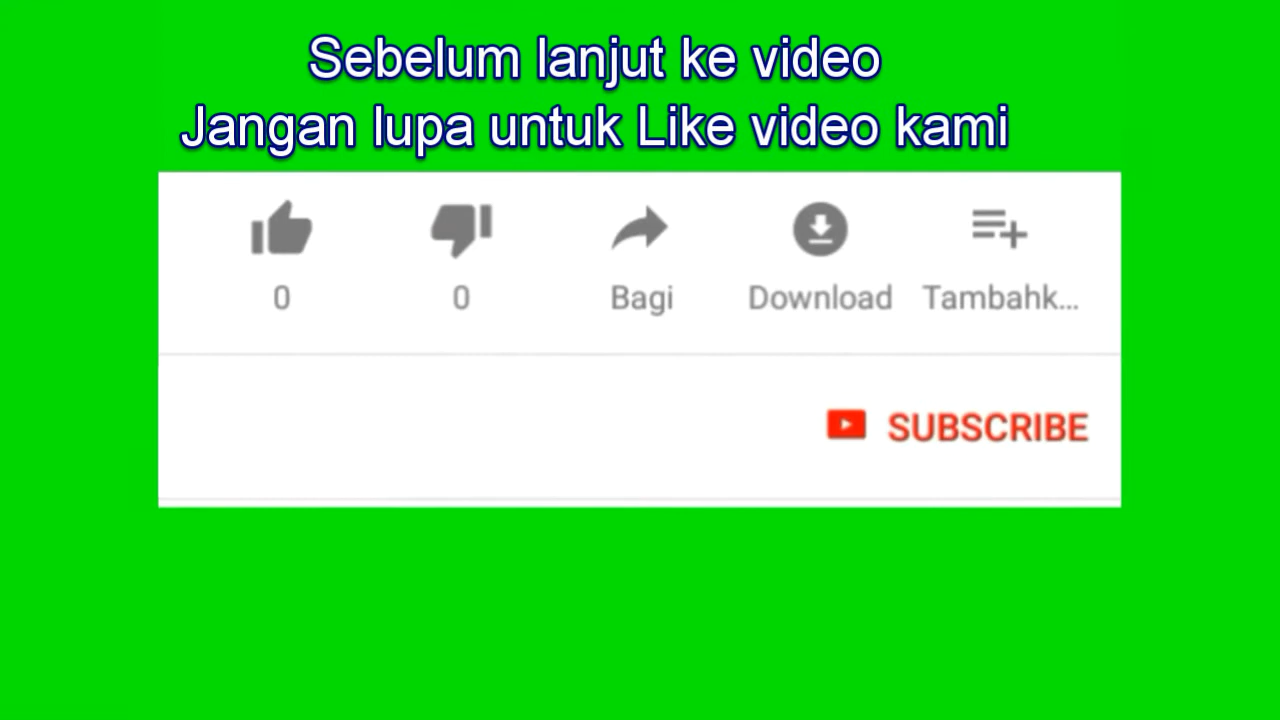 Sebelum lanjut ke video
Jangan lupa untuk Like video kami
0 0 Bagi Download Tambahk...
SUBSCRIBE